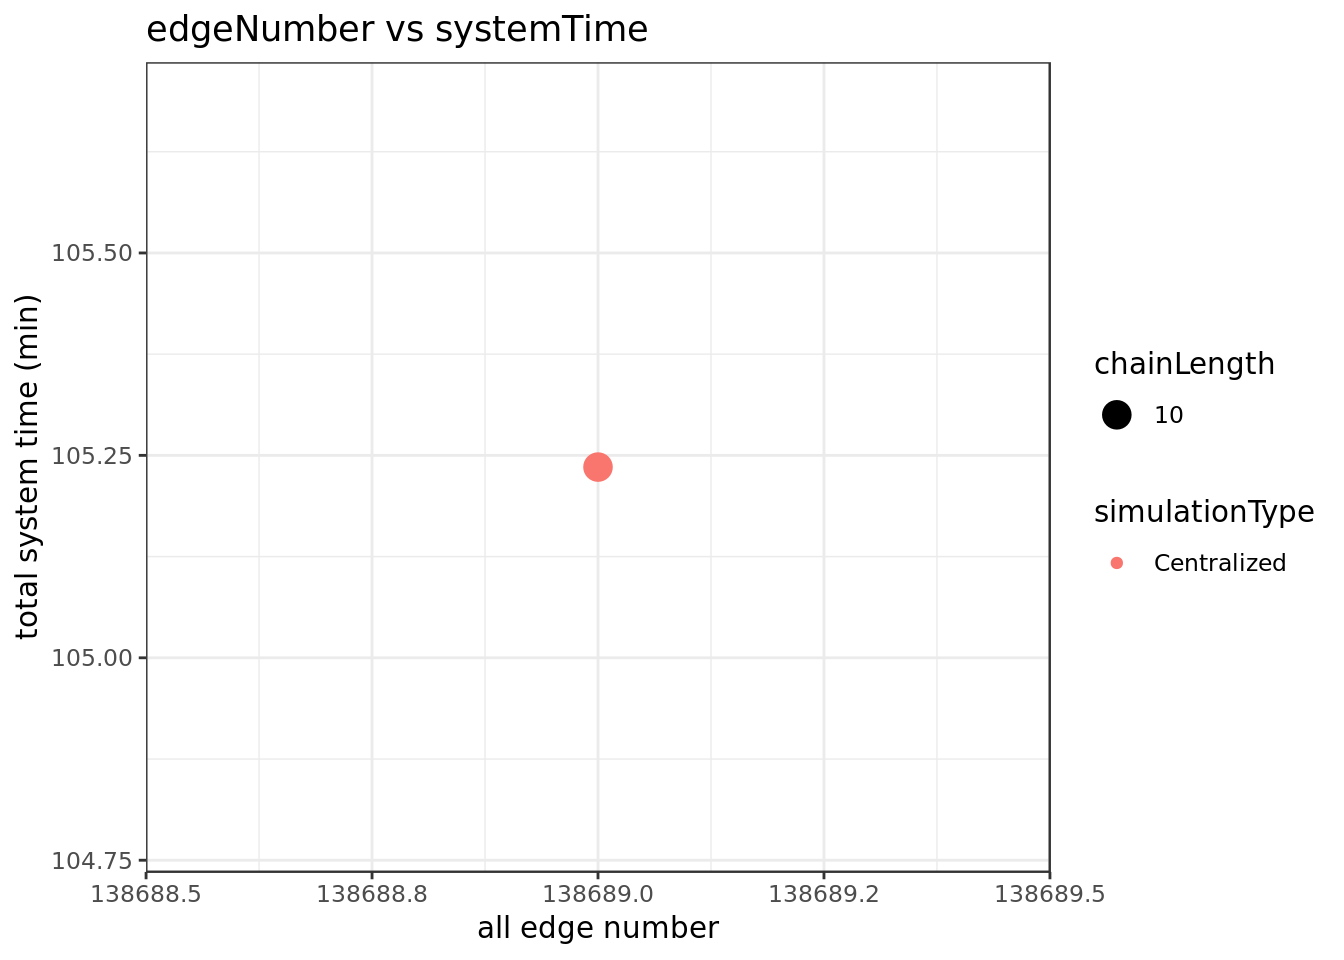 edgeNumber vs systemTime
total system time (min)
105.50
105.25
105.00
104.75
138688.5 138688.8 138689.0 138689.2 138689.5
all edge number
chainLength
10
simulationType
Centralized